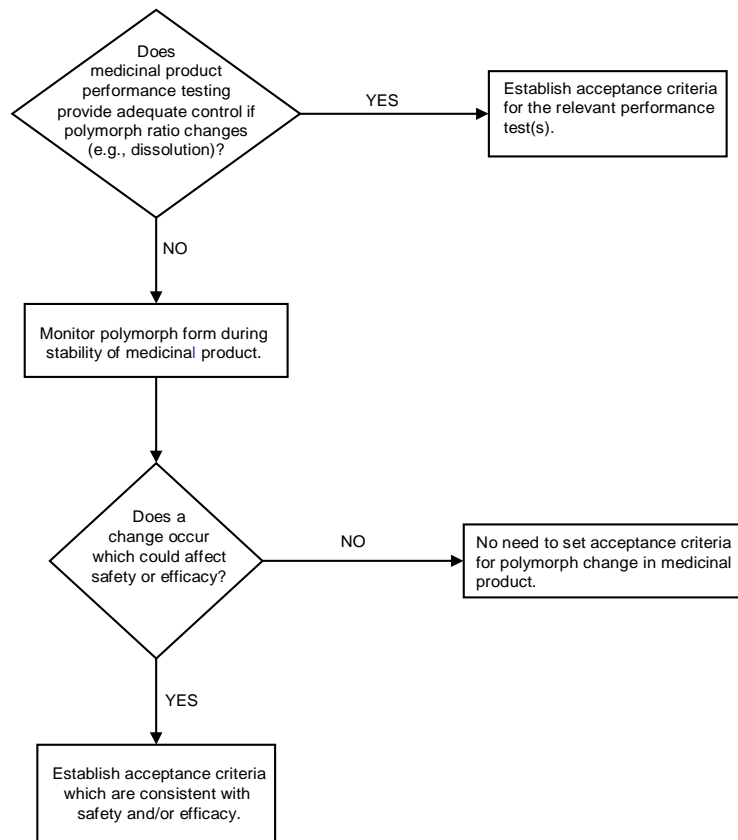 Does
medicinal product
performance testing
provide adequate control if
polymorph ratio changes
(e.g., dissolution)?
YES
Establish acceptance criteria
for the relevant performance
test(s).
NO
Monitor polymorph form during
stability of medicinal product.
Does a
change occur
which could affect
safety or efficacy?
NO
No need to set acceptance criteria
for polymorph change in medicinal
product.
YES
Establish acceptance criteria
which are consistent with
safety and/or efficacy.